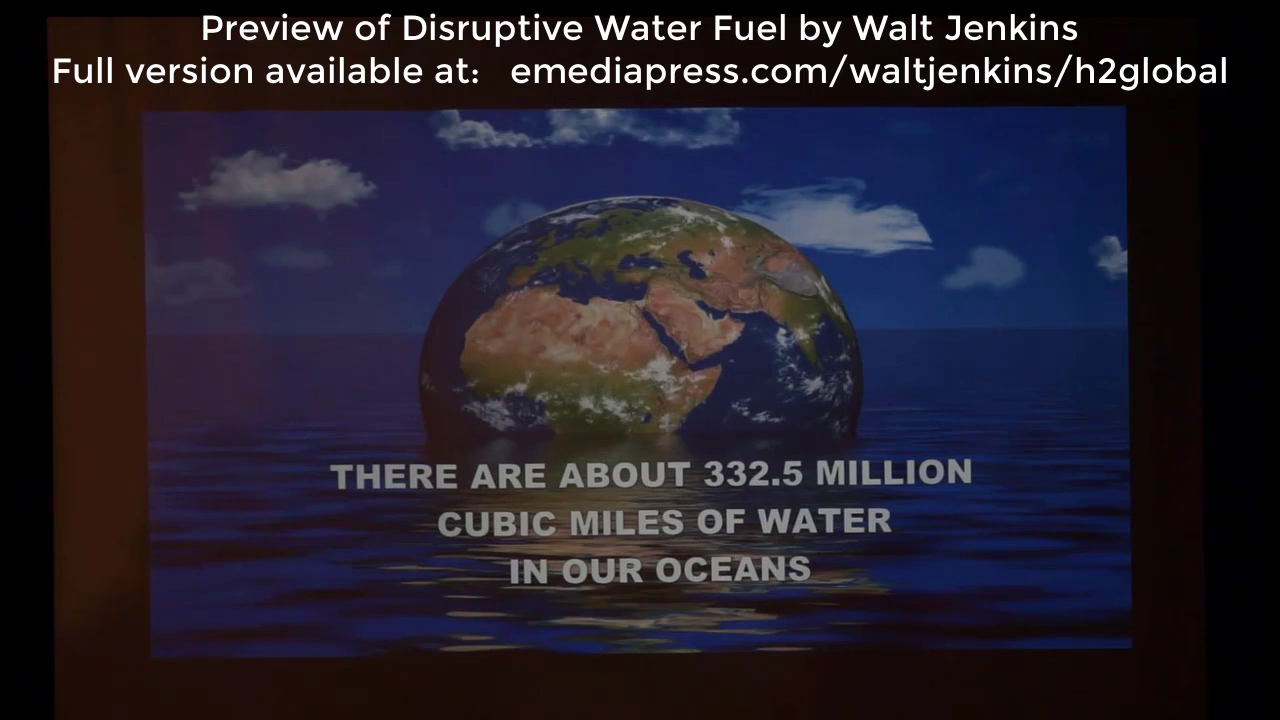 Preview of Disruptive Water Fuel by Walt Jenkins
Full version available at: emediapress.com/waltjenkins/h2global
THERE ARE ABOUT 332.5 MILLION
CUBIC MILES OF WATER
IN OUR OCEANS